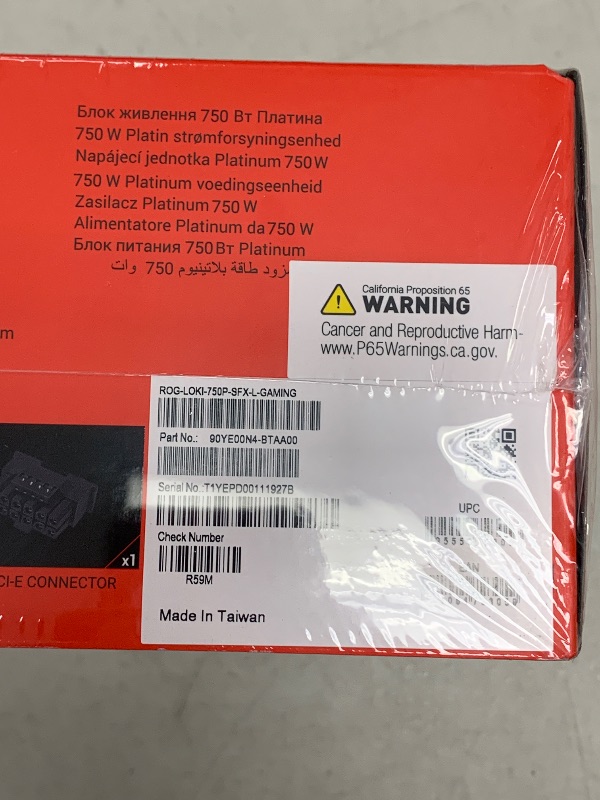 Блок живлення 750 Вт Платина
750 W Platin strømforsyningsenhed
Napájecí jednotka Platinum 750 W
750 W Platinum voedingseenheid
Zasilacz Platinum 750 W
Alimentatore Platinum da 750 W
Блок питания 750 Вт Platinum
مزود طاقة بلاتينيوم 750 وات
California Proposition 65
WARNING
Cancer and Reproductive Harm-
www.P65Warnings.ca.gov.
m
ROG-LOKI-750P-SFX-L-GAMING
Part No.: 90YE00N4-BTAA00
Serial No.:T1YEPD00111927B
UPC
Check Number
EAN
x1
R59M
CI-E CONNECTOR
Made In Taiwan